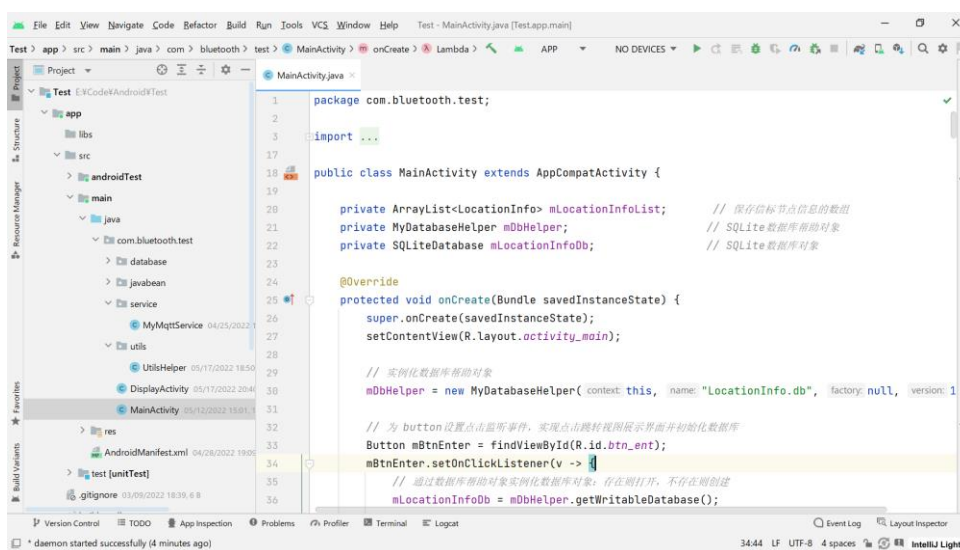 File Edit View Navigate Code Refactor Build Run Tools VCS Window Help Test - MainActivity.java [Test.app.main]
Test app src main java com bluetooth test MainActivity onCreate Lambda APP NO DEVICES
Project
MainActivity.java
Project
Structure
Resource Manager
Favorites
Build Variants
Test E:¥Code¥Android¥Test
app
libs
src
androidTest
main
java
com.bluetooth.test
database
javabean
service
MyMqttService 04/25/2022 1
utils
UtilsHelper 05/17/2022 18:50
DisplayActivity 05/17/2022 20:4
MainActivity 05/12/2022 15:01, 1
res
AndroidManifest.xml 04/28/2022 19:0
test [unitTest]
.gitignore 03/09/2022 18:39, 6 B
1 package com.bluetooth.test;
2
3 import ...
17
18 public class MainActivity extends AppCompatActivity {
19
20 private ArrayList<LocationInfo> mLocationInfoList; // 保存信标节点信息的数组
21 private MyDatabaseHelper mDbHelper; // SQLite数据库帮助对象
22 private SQLiteDatabase mLocationInfoDb; // SQLite数据库对象
23
24 @Override
25 protected void onCreate(Bundle savedInstanceState) {
26 super.onCreate(savedInstanceState);
27 setContentView(R.layout.activity_main);
28
29 // 实例化数据库帮助对象
30 mDbHelper = new MyDatabaseHelper( context: this, name: "LocationInfo.db", factory: null, version: 1
31
32 // 为 button设置点击监听事件，实现点击跳转视图展示界面并初始化数据库
33 Button mBtnEnter = findViewById(R.id.btn_ent);
34 mBtnEnter.setOnClickListener(v -> {
35 // 通过数据库帮助对象实例化数据库对象：存在则打开，不存在则创建
36 mLocationInfoDb = mDbHelper.getWritableDatabase();
Version Control TODO App Inspection Problems Profiler Terminal Logcat Event Log Layout Inspector
* daemon started successfully (4 minutes ago) 34:44 LF UTF-8 4 spaces IntelliJ Light